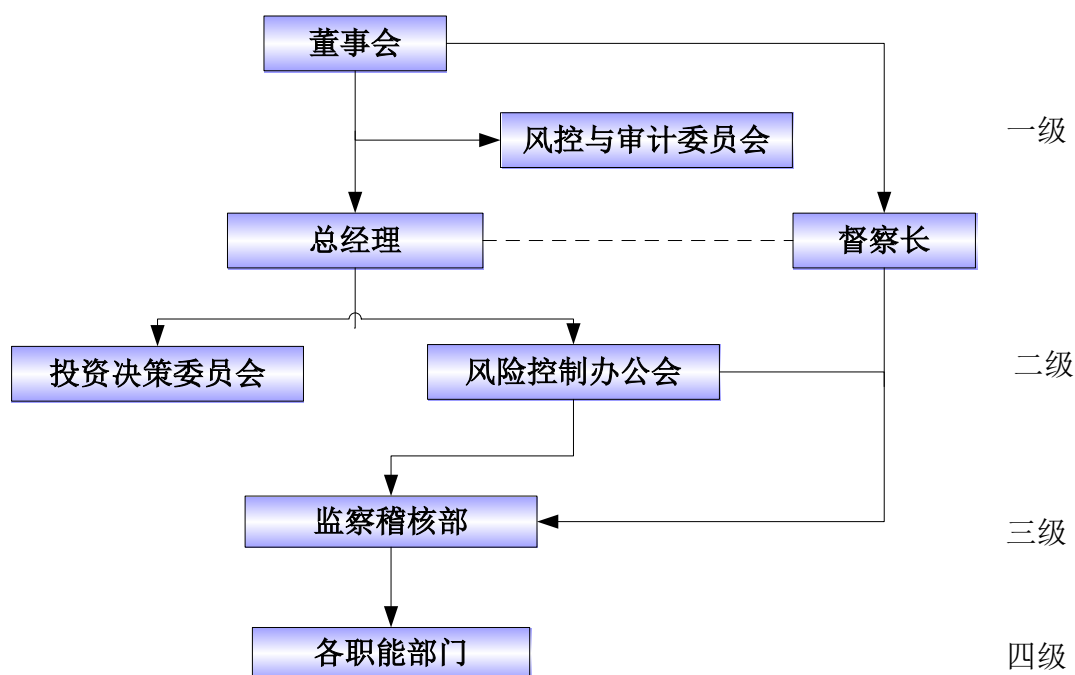 董事会
风控与审计委员会
一级
总经理
督察长
投资决策委员会
风险控制办公会
二级
监察稽核部
三级
各职能部门
四级